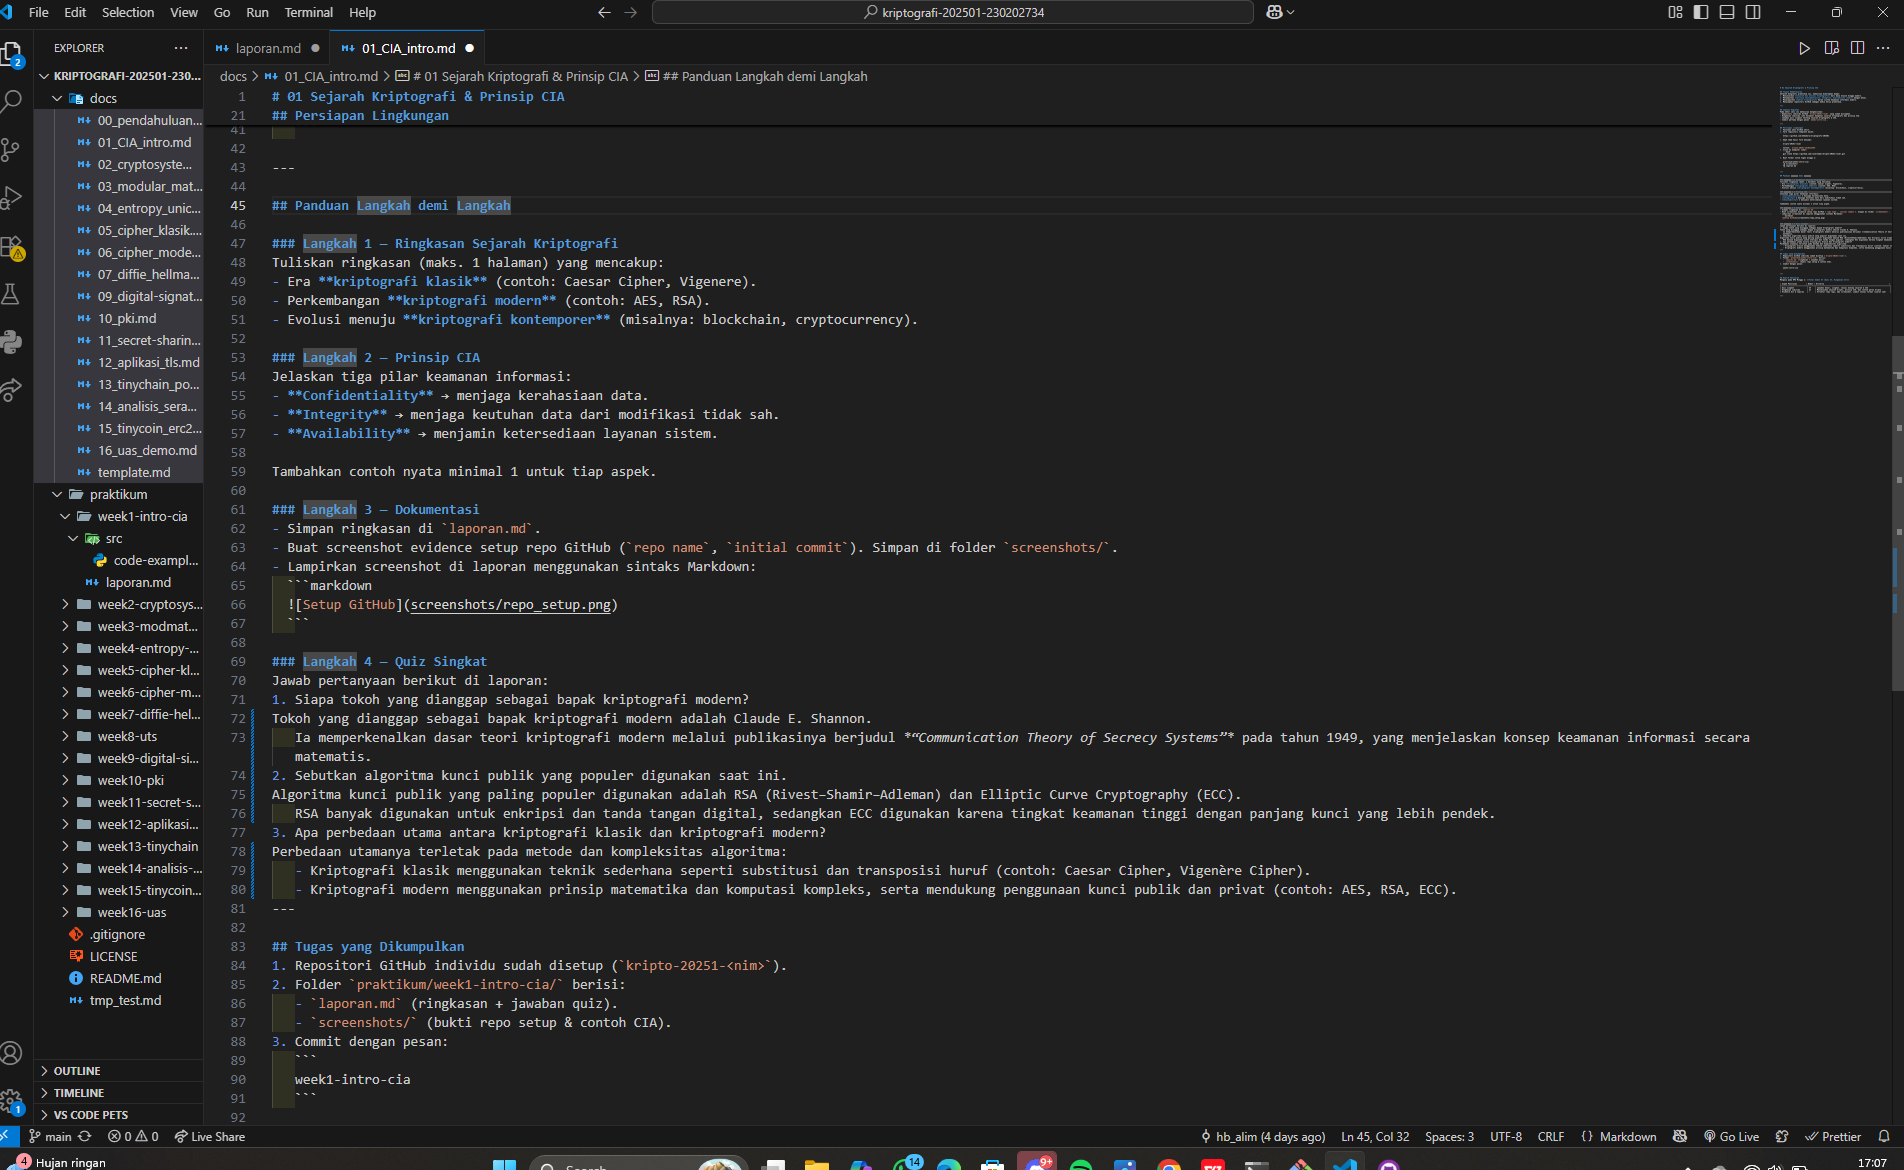 File Edit Selection View Go Run Terminal Help
kriptografi-202501-230202734
EXPLORER
laporan.md
01_CIA_intro.md
KRIPTOGRAFI-202501-230...
docs > 01_CIA_intro.md > # 01 Sejarah Kriptografi & Prinsip CIA > ## Panduan Langkah demi Langkah
docs
00_pendahuluan...
01_CIA_intro.md
02_cryptosyste...
03_modular_mat...
04_entropy_unic...
05_cipher_klasik...
06_cipher_mode...
07_diffie_hellma...
09_digital-signat...
10_pki.md
11_secret-sharin...
12_aplikasi_tls.md
13_tinychain_po...
14_analisis_sera...
15_tinycoin_erc2...
16_uas_demo.md
template.md
praktikum
week1-intro-cia
src
code-exampl...
laporan.md
week2-cryptosys...
week3-modmat...
week4-entropy-...
week5-cipher-kl...
week6-cipher-m...
week7-diffie-hel...
week8-uts
week9-digital-si...
week10-pki
week11-secret-s...
week12-aplikasi...
week13-tinychain
week14-analisis-...
week15-tinycoin...
week16-uas
.gitignore
LICENSE
README.md
tmp_test.md
OUTLINE
TIMELINE
VS CODE PETS
1 # 01 Sejarah Kriptografi & Prinsip CIA
21 ## Persiapan Lingkungan
41
42
43 ---
44
45 ## Panduan Langkah demi Langkah
46
47 ### Langkah 1 — Ringkasan Sejarah Kriptografi
48 Tuliskan ringkasan (maks. 1 halaman) yang mencakup:
49 - Era **kriptografi klasik** (contoh: Caesar Cipher, Vigenere).
50 - Perkembangan **kriptografi modern** (contoh: AES, RSA).
51 - Evolusi menuju **kriptografi kontemporer** (misalnya: blockchain, cryptocurrency).
52
53 ### Langkah 2 — Prinsip CIA
54 Jelaskan tiga pilar keamanan informasi:
55 - **Confidentiality** → menjaga kerahasiaan data.
56 - **Integrity** → menjaga keutuhan data dari modifikasi tidak sah.
57 - **Availability** → menjamin ketersediaan layanan sistem.
58
59 Tambahkan contoh nyata minimal 1 untuk tiap aspek.
60
61 ### Langkah 3 — Dokumentasi
62 - Simpan ringkasan di `laporan.md`.
63 - Buat screenshot evidence setup repo GitHub (`repo name`, `initial commit`). Simpan di folder `screenshots/`.
64 - Lampirkan screenshot di laporan menggunakan sintaks Markdown:
65 ```markdown
66 ![Setup GitHub](screenshots/repo_setup.png)
67 ```
68
69 ### Langkah 4 — Quiz Singkat
70 Jawab pertanyaan berikut di laporan:
71 1. Siapa tokoh yang dianggap sebagai bapak kriptografi modern?
72 Tokoh yang dianggap sebagai bapak kriptografi modern adalah Claude E. Shannon.
73 Ia memperkenalkan dasar teori kriptografi modern melalui publikasinya berjudul *“Communication Theory of Secrecy Systems”* pada tahun 1949, yang menjelaskan konsep keamanan informasi secara
matematis.
74 2. Sebutkan algoritma kunci publik yang populer digunakan saat ini.
75 Algoritma kunci publik yang paling populer digunakan adalah RSA (Rivest–Shamir–Adleman) dan Elliptic Curve Cryptography (ECC).
76 RSA banyak digunakan untuk enkripsi dan tanda tangan digital, sedangkan ECC digunakan karena tingkat keamanan tinggi dengan panjang kunci yang lebih pendek.
77 3. Apa perbedaan utama antara kriptografi klasik dan kriptografi modern?
78 Perbedaan utamanya terletak pada metode dan kompleksitas algoritma:
79 - Kriptografi klasik menggunakan teknik sederhana seperti substitusi dan transposisi huruf (contoh: Caesar Cipher, Vigenère Cipher).
80 - Kriptografi modern menggunakan prinsip matematika dan komputasi kompleks, serta mendukung penggunaan kunci publik dan privat (contoh: AES, RSA, ECC).
81 ---
82
83 ## Tugas yang Dikumpulkan
84 1. Repositori GitHub individu sudah disetup (`kripto-20251-<nim>`).
85 2. Folder `praktikum/week1-intro-cia/` berisi:
86 - `laporan.md` (ringkasan + jawaban quiz).
87 - `screenshots/` (bukti repo setup & contoh CIA).
88 3. Commit dengan pesan:
89 ```
90 week1-intro-cia
91 ```
92
main 0 0 Live Share hb_alim (4 days ago) Ln 45, Col 32 Spaces: 3 UTF-8 CRLF {} Markdown Go Live Prettier
4 Hujan ringan Search 14 9+ 17:07